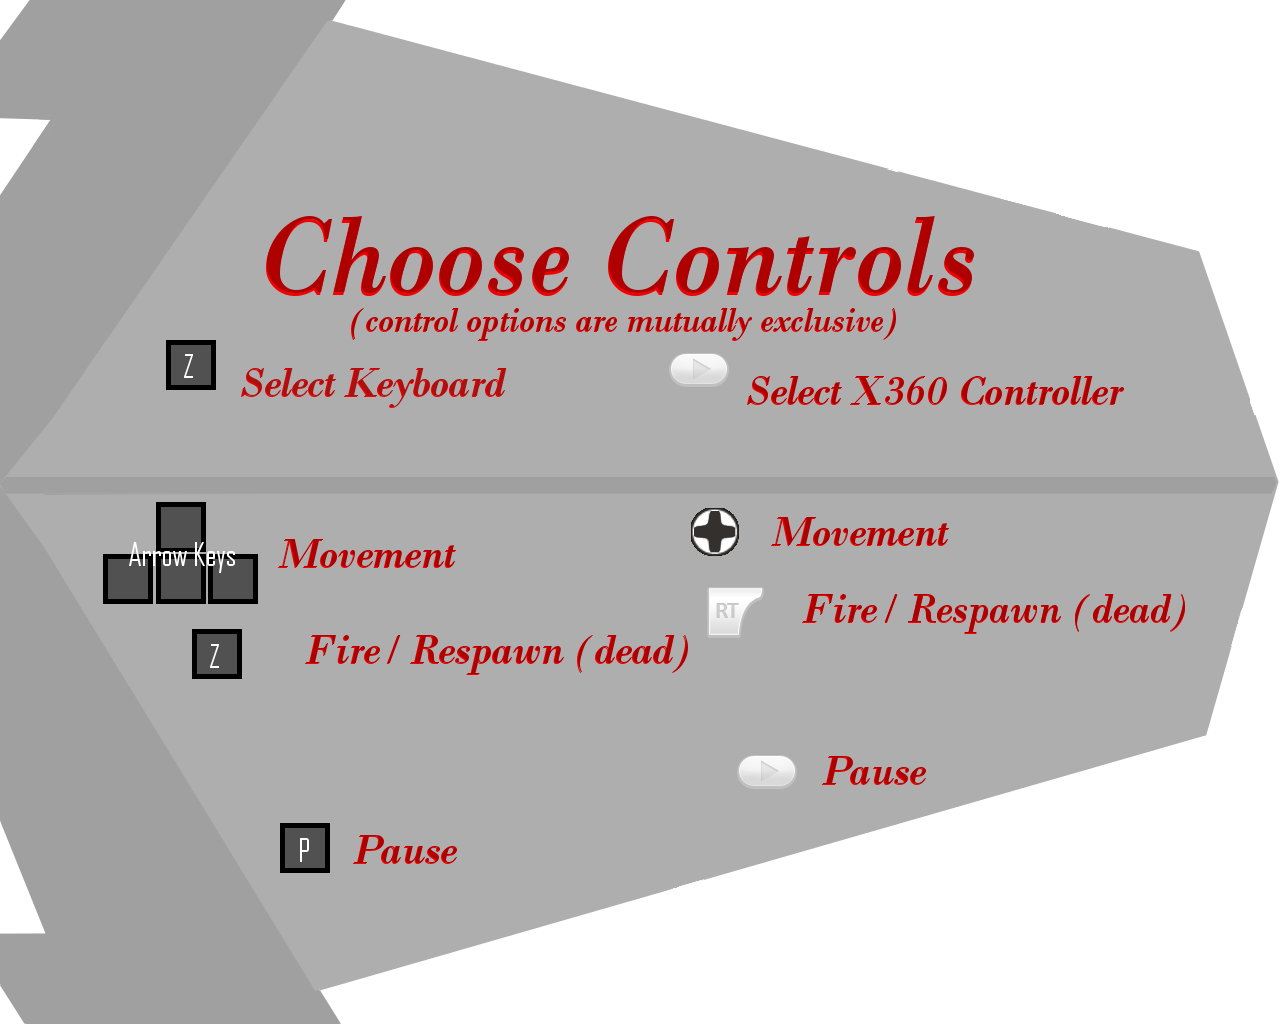 Choose Controls
(control options are mutually exclusive)
Z Select Keyboard
Select X360 Controller
Arrow Keys Movement
Z Fire / Respawn (dead)
P Pause
Movement
RT Fire / Respawn (dead)
Pause